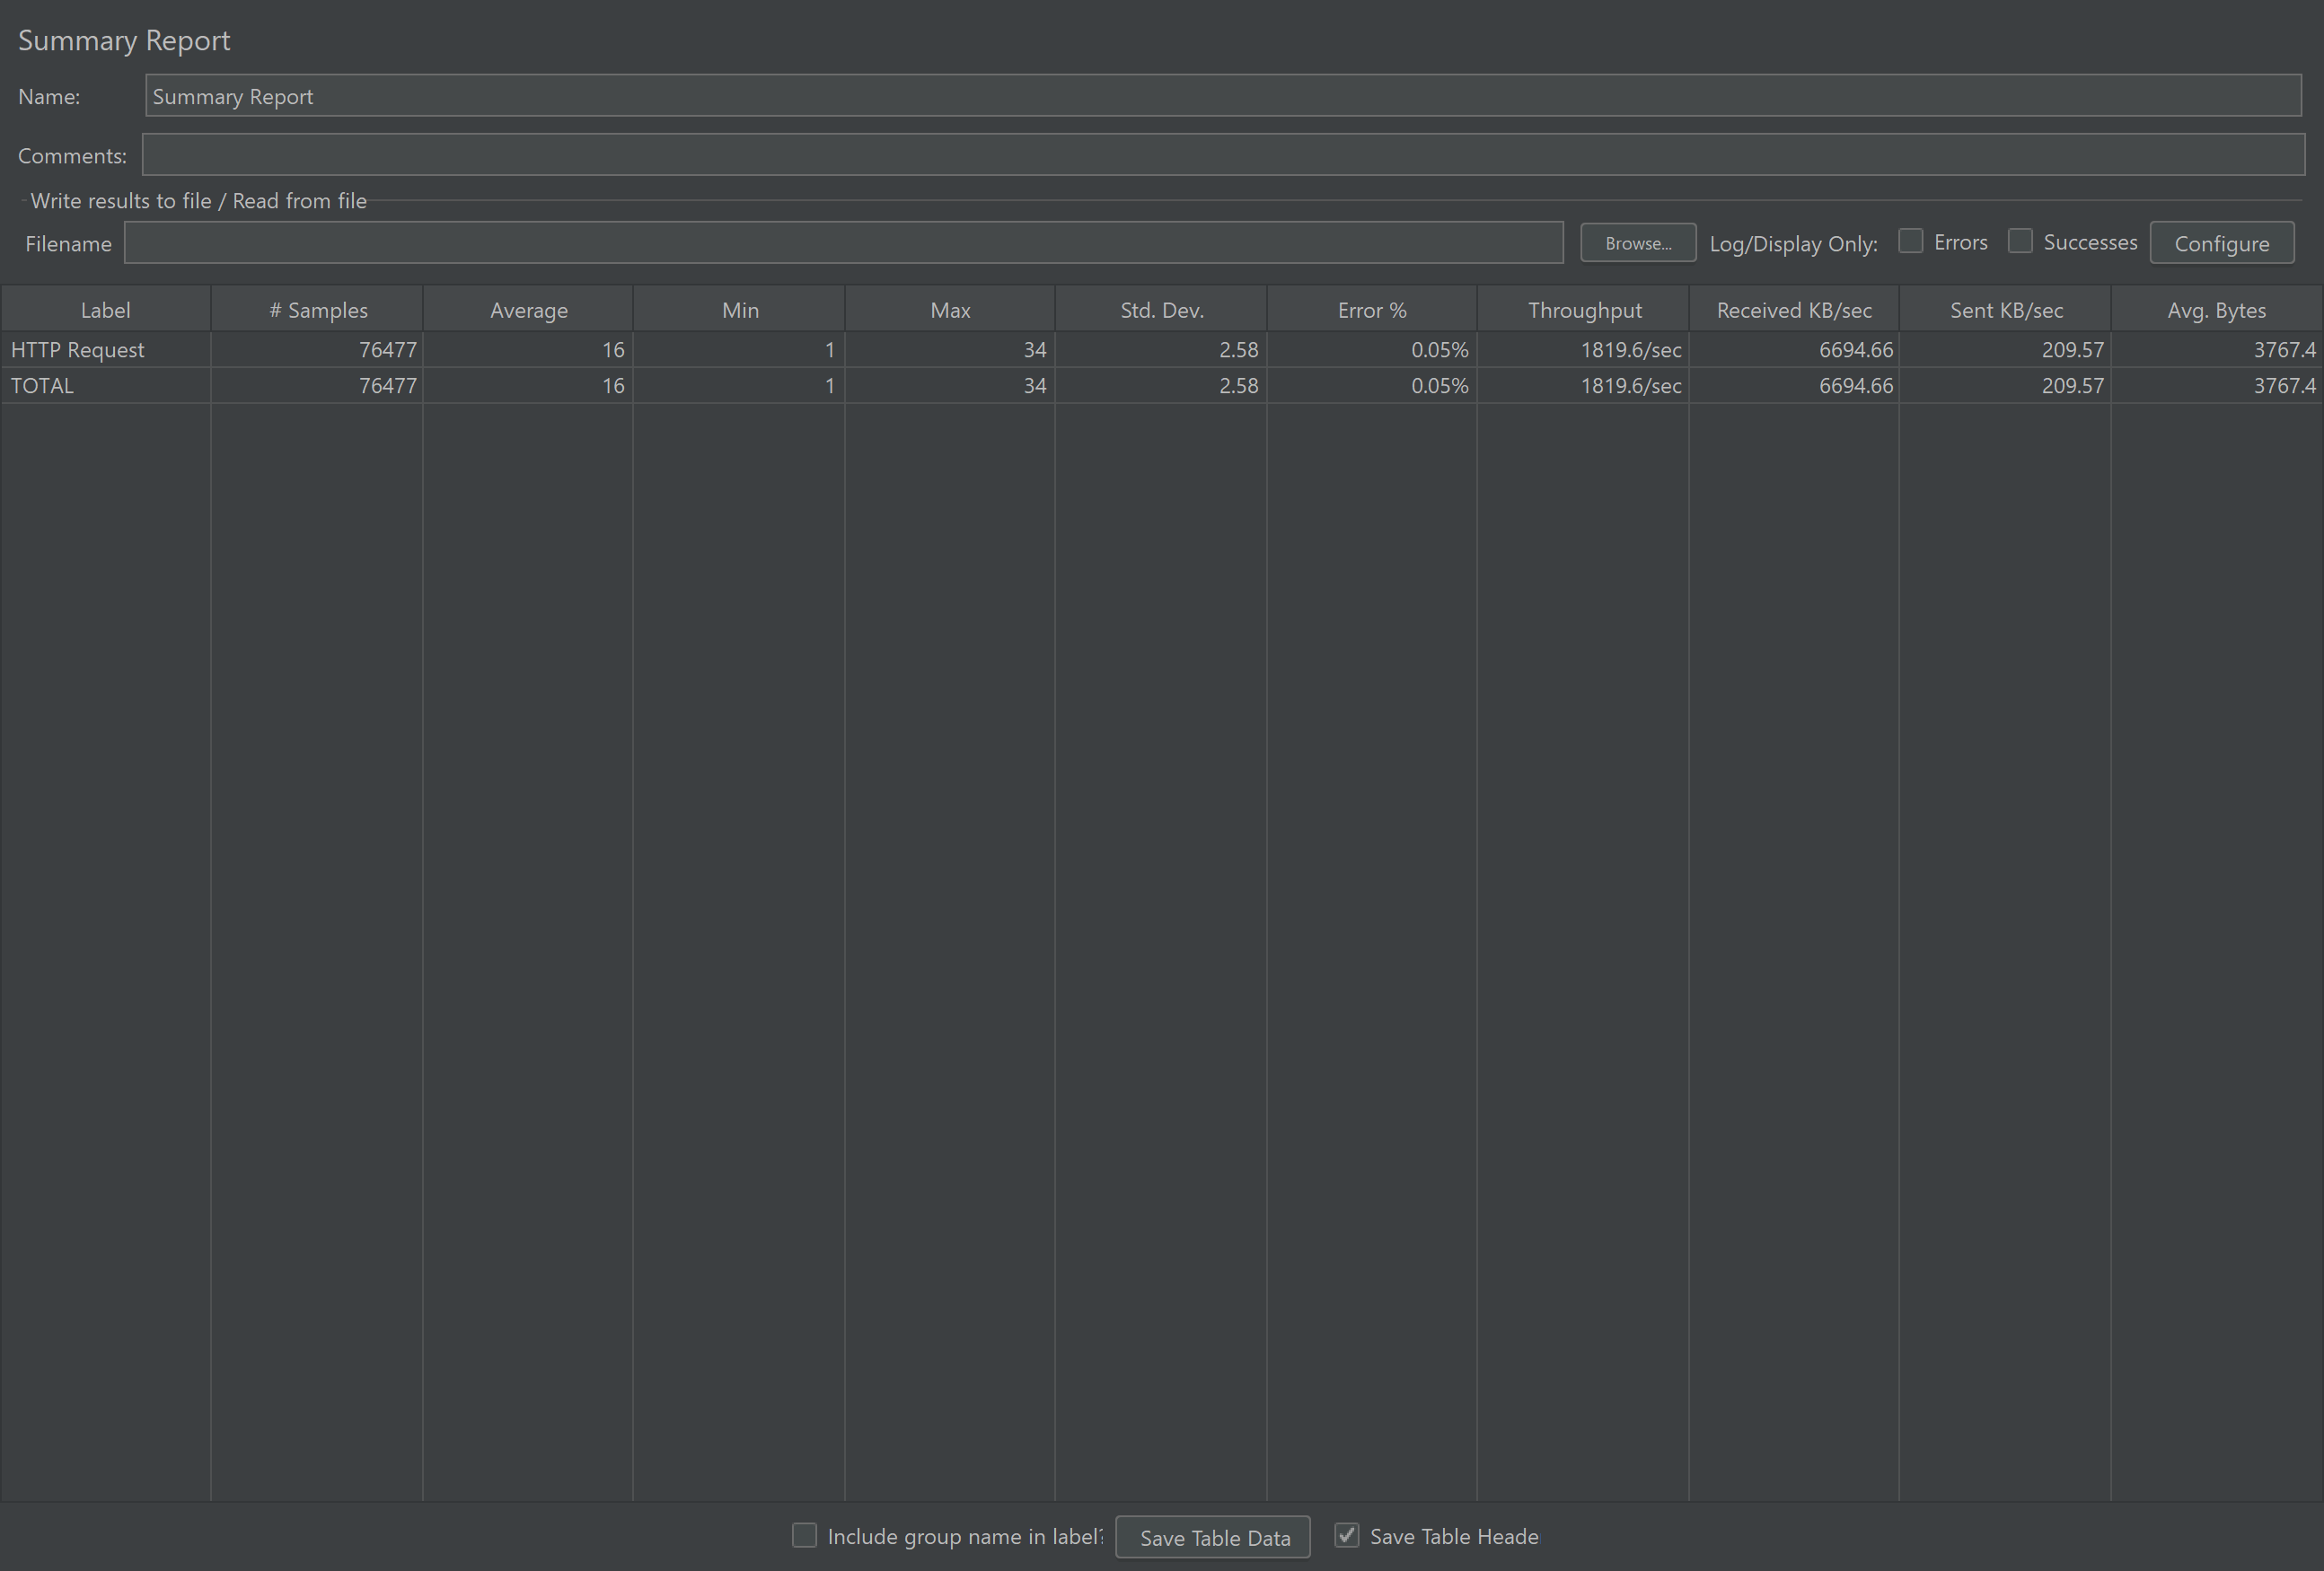 Summary Report
Name: Summary Report
Comments:
Write results to file / Read from file
Filename Browse... Log/Display Only: Errors Successes Configure
Label # Samples Average Min Max Std. Dev. Error % Throughput Received KB/sec Sent KB/sec Avg. Bytes
HTTP Request 76477 16 1 34 2.58 0.05% 1819.6/sec 6694.66 209.57 3767.4
TOTAL 76477 16 1 34 2.58 0.05% 1819.6/sec 6694.66 209.57 3767.4
Include group name in label? Save Table Data Save Table Heade